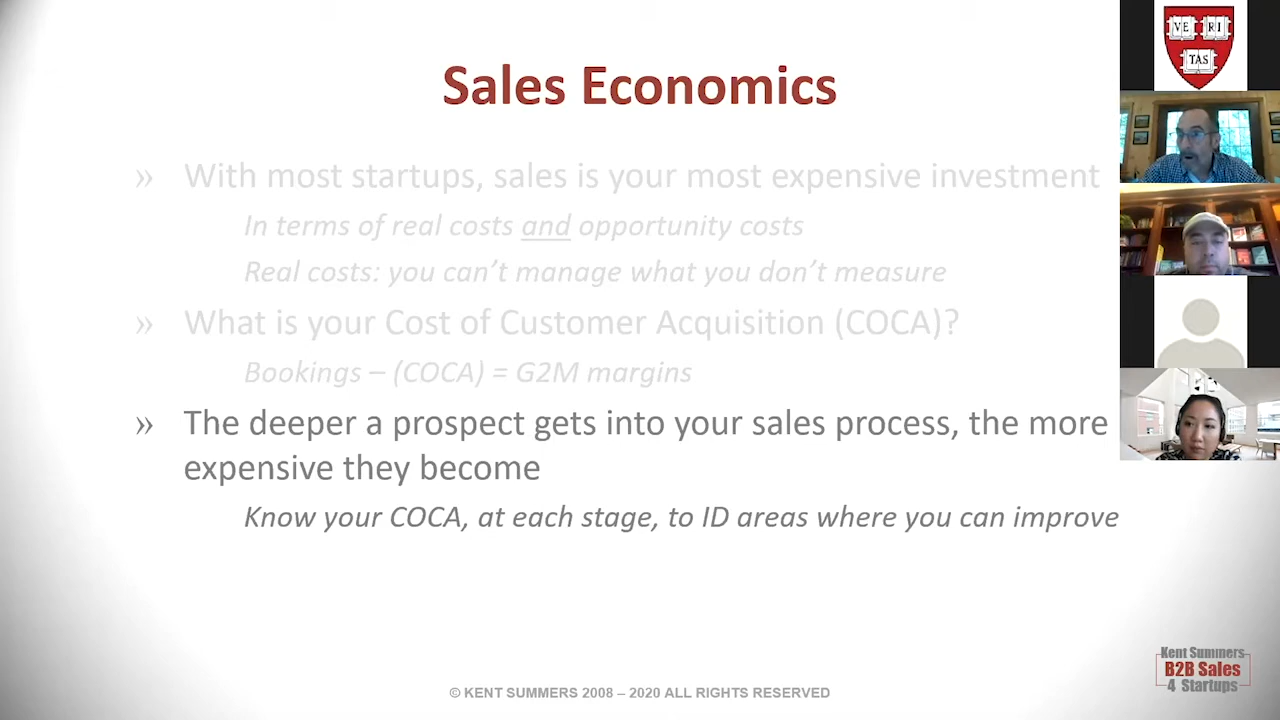 Sales Economics
» With most startups, sales is your most expensive investment
In terms of real costs and opportunity costs
Real costs: you can’t manage what you don’t measure
» What is your Cost of Customer Acquisition (COCA)?
Bookings – (COCA) = G2M margins
» The deeper a prospect gets into your sales process, the more
expensive they become
Know your COCA, at each stage, to ID areas where you can improve
© KENT SUMMERS 2008 – 2020 ALL RIGHTS RESERVED
Kent Summers
B2B Sales
4 Startups
VE RI
TAS